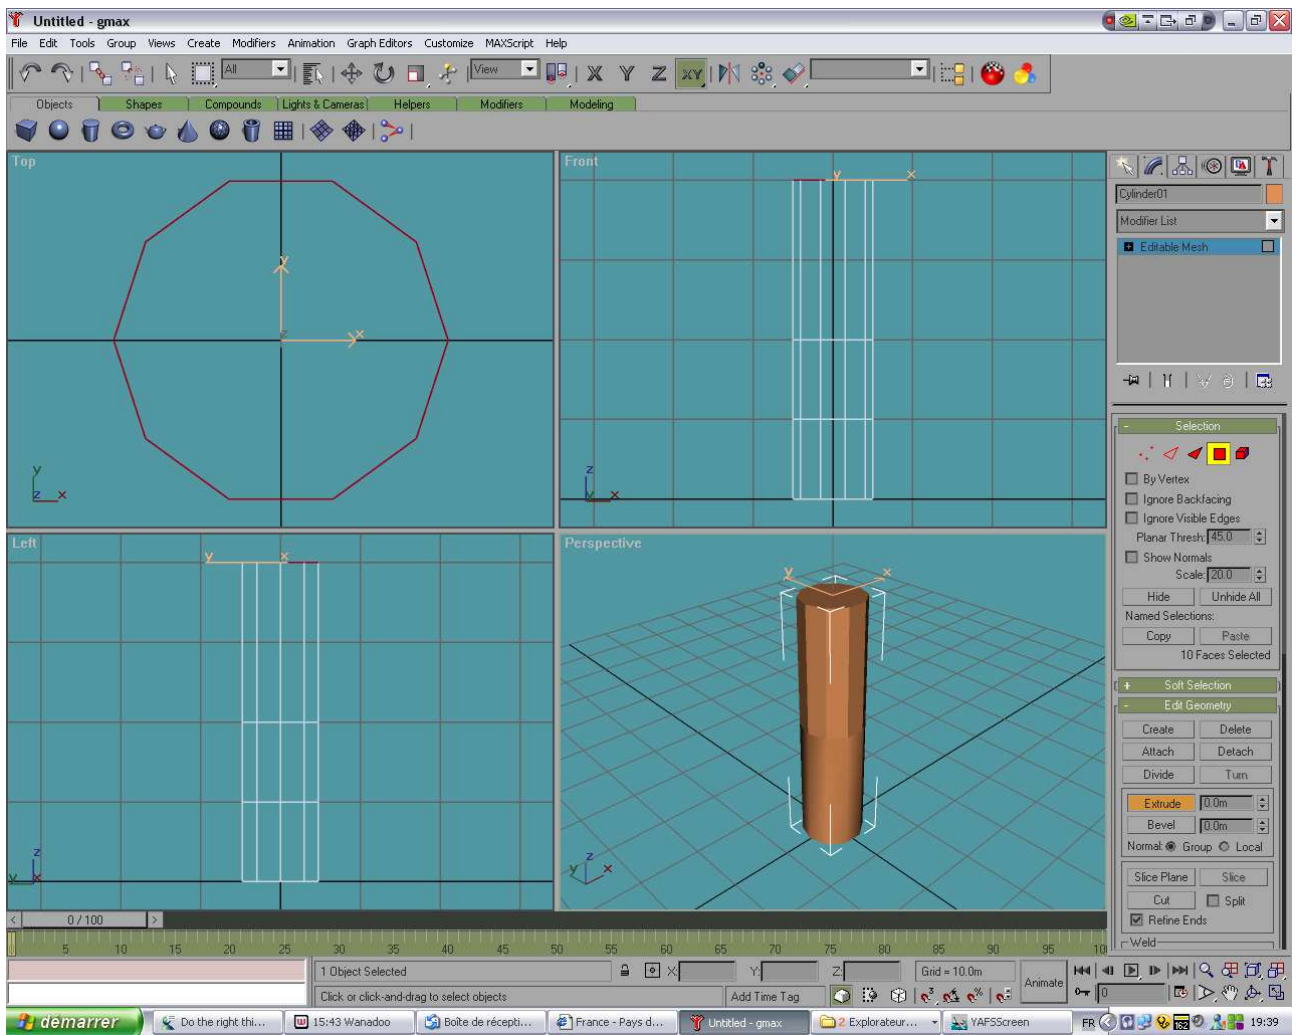 Untitled - gmax
File Edit Tools Group Views Create Modifiers Animation Graph Editors Customize MAXScript Help
All View X Y Z XY
Objects Shapes Compounds Lights & Cameras Helpers Modifiers Modeling
Top
y
x
z
y
z x
Front
y x
z
y x
Left
y x
z
y x
Perspective
y x
z
y x
Cylinder01
Modifier List
Editable Mesh
- Selection
By Vertex
Ignore Backfacing
Ignore Visible Edges
Planar Thresh: 45.0
Show Normals
Scale: 20.0
Hide Unhide All
Named Selections:
Copy Paste
10 Faces Selected
+ Soft Selection
- Edit Geometry
Create Delete
Attach Detach
Divide Turn
Extrude 0.0m
Bevel 0.0m
Normal: Group Local
Slice Plane Slice
Cut Split
Refine Ends
Weld
< 0 / 100 >
5 10 15 20 25 30 35 40 45 50 55 60 65 70 75 80 85 90 95 100
1 Object Selected X: Y: Z: Grid = 10.0m Animate
Click or click-and-drag to select objects Add Time Tag 0
démarrer Do the right thi... 15:43 Wanadoo Boîte de récepti... France - Pays d... Untitled - gmax 2 Explorateur... YAFSScreen FR 162 19:39